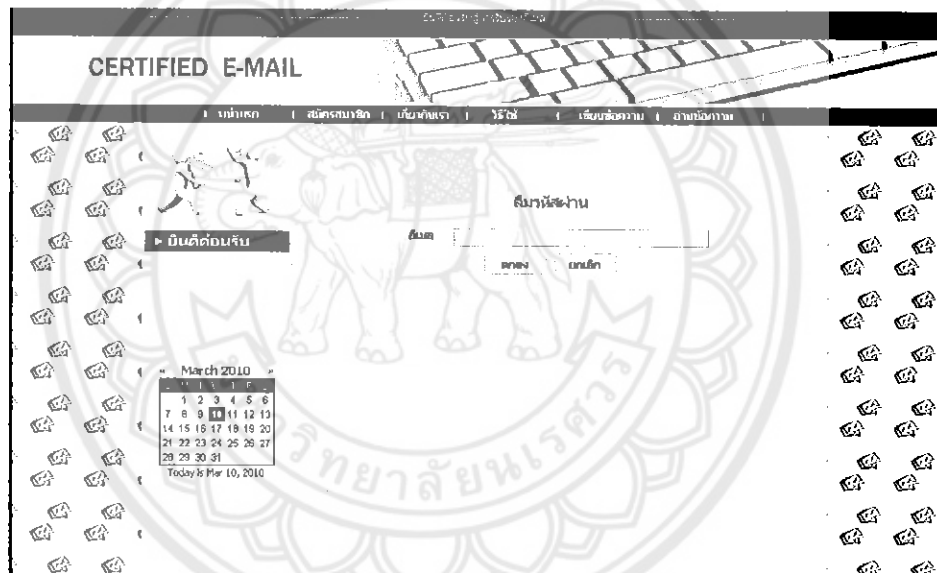 CERTIFIED E-MAIL
หน้าแรก | สมัครสมาชิก | เกี่ยวกับเรา | วิธีใช้ | เขียนข้อความ | อ่านข้อความ |
ลืมรหัสผ่าน
ยินดีต้อนรับ
อีเมล
ตกลง ยกเลิก
« March 2010 »
1 2 3 4 5 6
7 8 9 10 11 12 13
14 15 16 17 18 19 20
21 22 23 24 25 26 27
28 29 30 31
Today is Mar 10, 2010